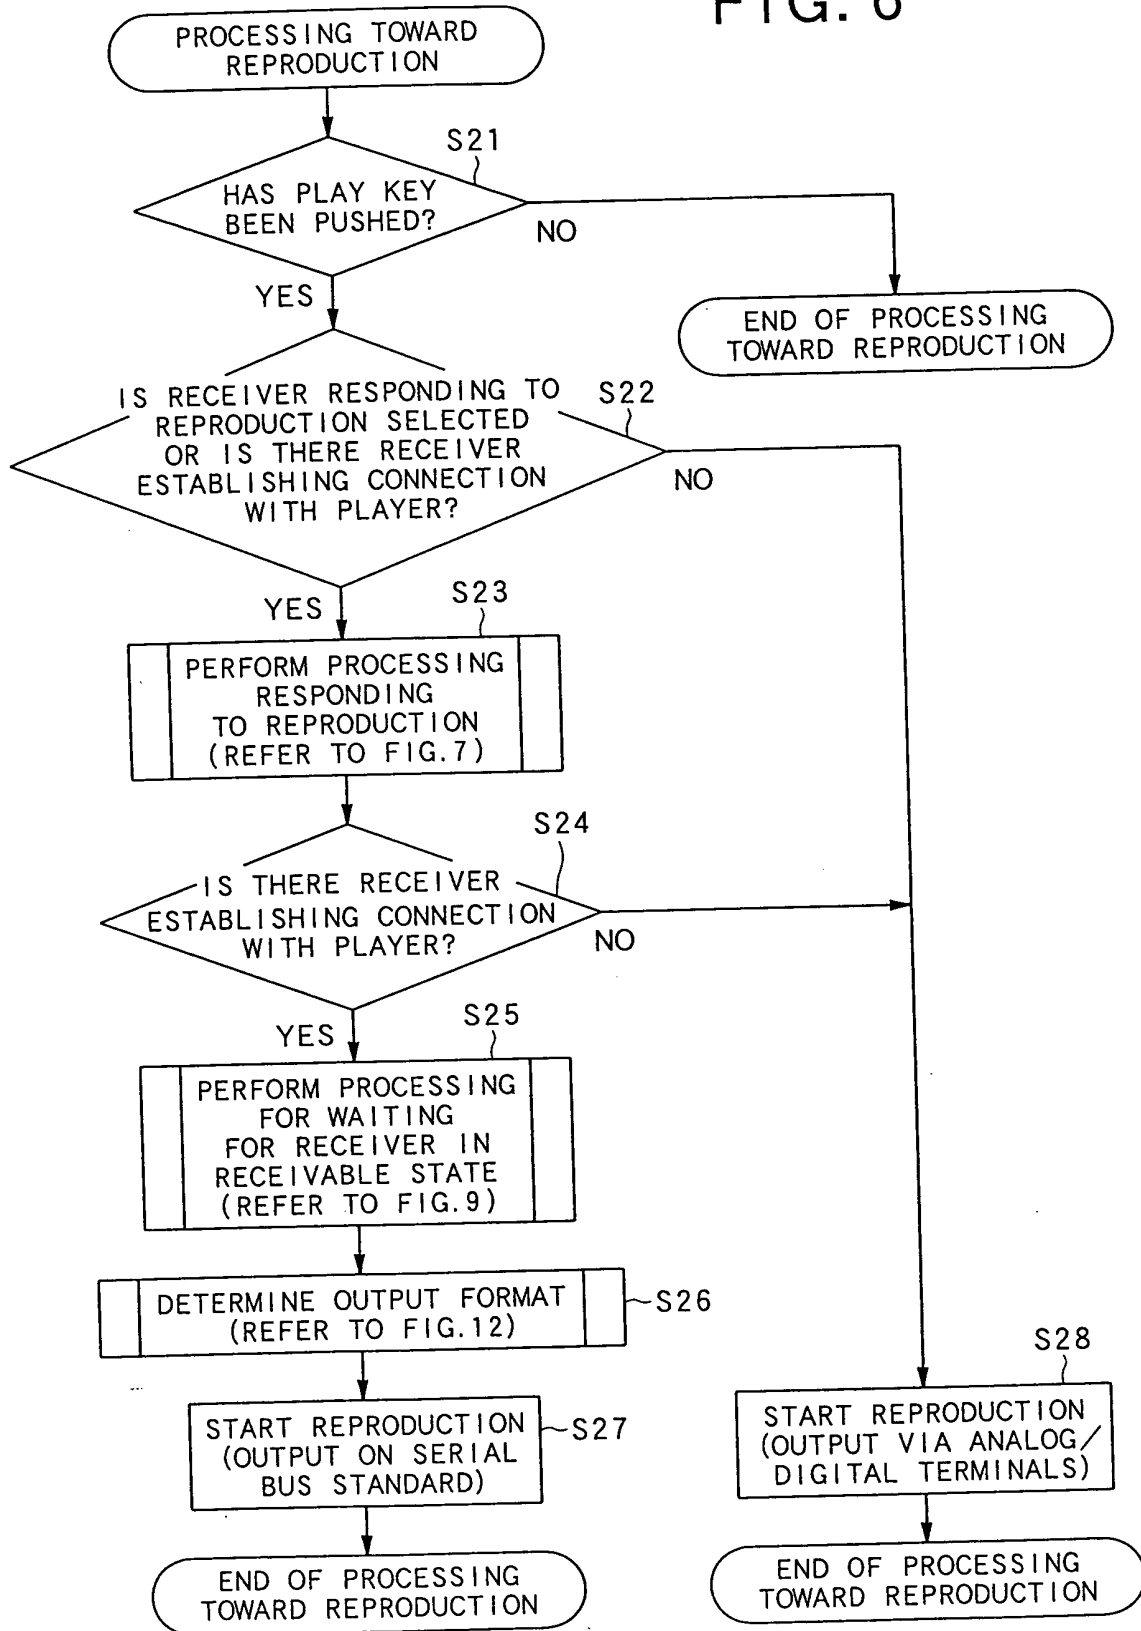 FIG. 6
PROCESSING TOWARD
REPRODUCTION
S21
HAS PLAY KEY
BEEN PUSHED?
NO
YES
END OF PROCESSING
TOWARD REPRODUCTION
S22
IS RECEIVER RESPONDING TO
REPRODUCTION SELECTED
OR IS THERE RECEIVER
ESTABLISHING CONNECTION
WITH PLAYER?
NO
YES
S23
PERFORM PROCESSING
RESPONDING
TO REPRODUCTION
(REFER TO FIG.7)
S24
IS THERE RECEIVER
ESTABLISHING CONNECTION
WITH PLAYER?
NO
YES
S25
PERFORM PROCESSING
FOR WAITING
FOR RECEIVER IN
RECEIVABLE STATE
(REFER TO FIG.9)
DETERMINE OUTPUT FORMAT
(REFER TO FIG.12)
S26
START REPRODUCTION
(OUTPUT ON SERIAL
BUS STANDARD)
S27
S28
START REPRODUCTION
(OUTPUT VIA ANALOG/
DIGITAL TERMINALS)
END OF PROCESSING
TOWARD REPRODUCTION
END OF PROCESSING
TOWARD REPRODUCTION